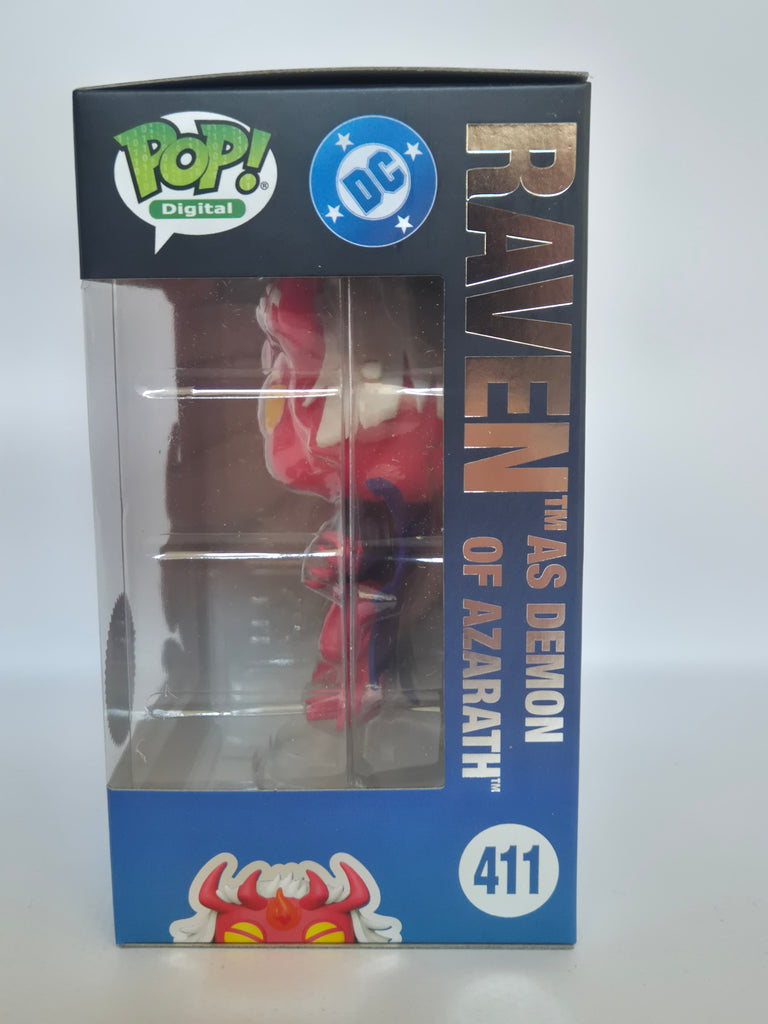 POP!®
Digital
DC
RAVEN™ AS DEMON
OF AZARATH™
411